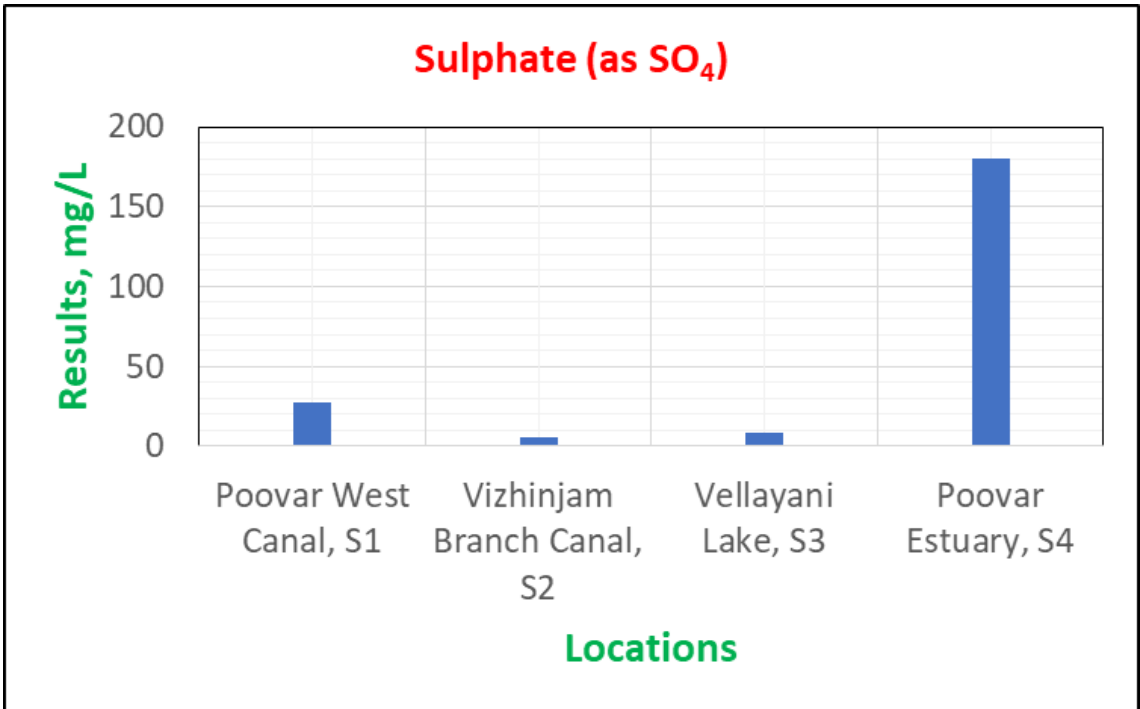 Sulphate (as SO₄)
Results, mg/L
200
150
100
50
0
Poovar West
Canal, S1
Vizhinjam
Branch Canal,
S2
Vellayani
Lake, S3
Poovar
Estuary, S4
Locations